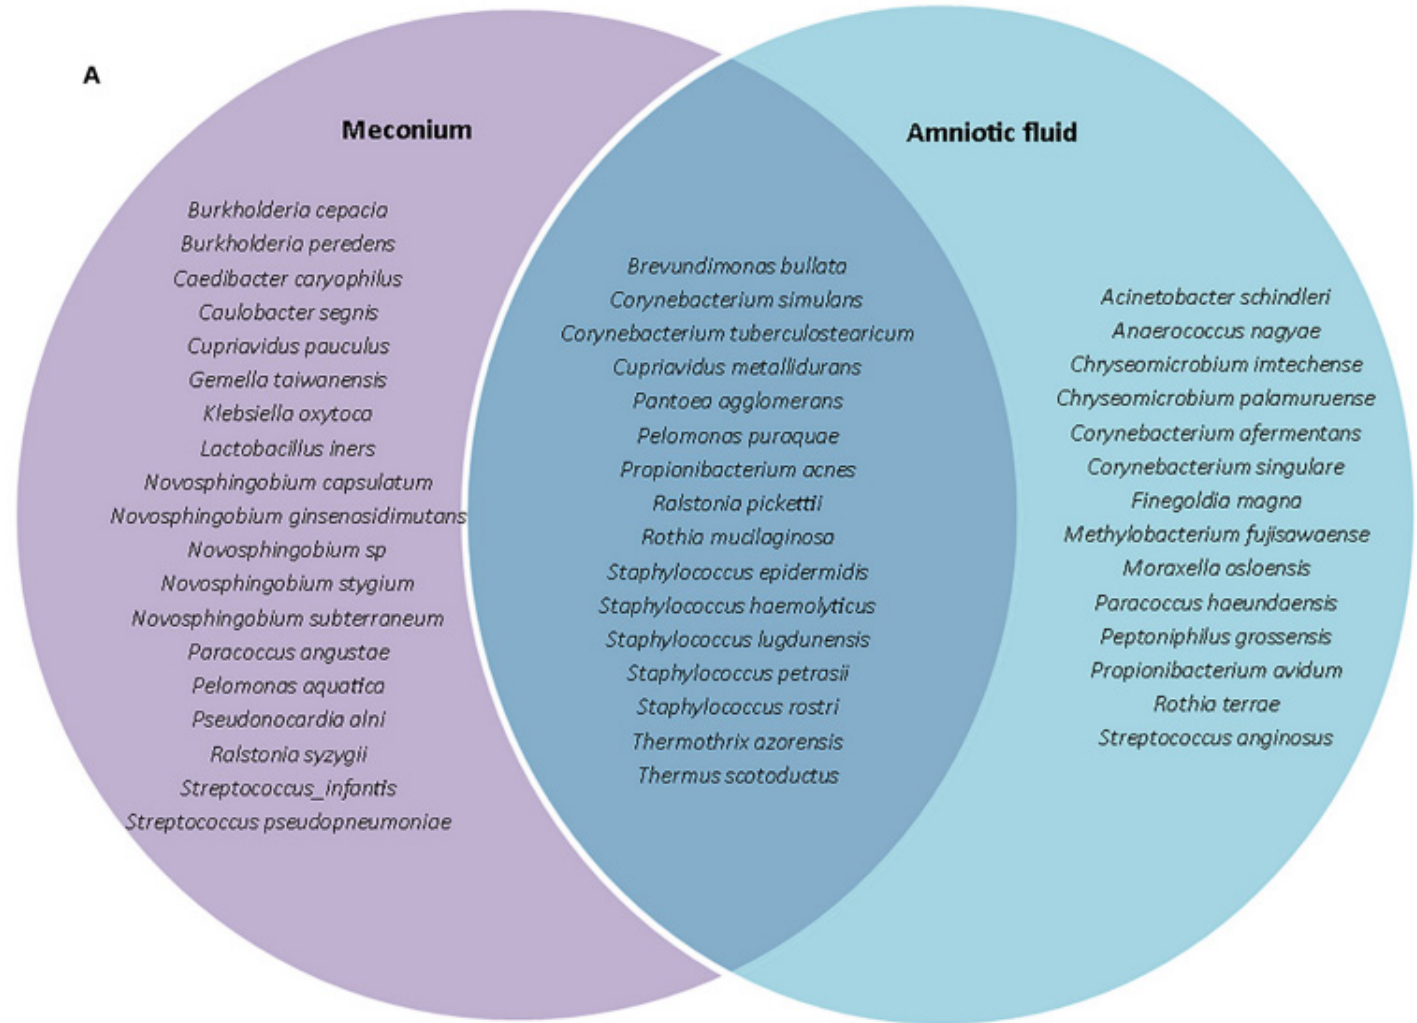 A
Meconium
Burkholderia cepacia
Burkholderia peredens
Caedibacter caryophilus
Caulobacter segnis
Cupriavidus pauculus
Gemella taiwanensis
Klebsiella oxytoca
Lactobacillus iners
Novosphingobium capsulatum
Novosphingobium ginsenosidimutans
Novosphingobium sp
Novosphingobium stygium
Novosphingobium subterraneum
Paracoccus angustae
Pelomonas aquatica
Pseudonocardia alni
Ralstonia syzygii
Streptococcus_infantis
Streptococcus pseudopneumoniae
Brevundimonas bullata
Corynebacterium simulans
Corynebacterium tuberculostearicum
Cupriavidus metallidurans
Pantoea agglomerans
Pelomonas puraquae
Propionibacterium acnes
Ralstonia pickettii
Rothia mucilaginosa
Staphylococcus epidermidis
Staphylococcus haemolyticus
Staphylococcus lugdunensis
Staphylococcus petrasii
Staphylococcus rostri
Thermothrix azorensis
Thermus scotoductus
Amniotic fluid
Acinetobacter schindleri
Anaerococcus nagyae
Chryseomicrobium imtechense
Chryseomicrobium palamuruense
Corynebacterium afermentans
Corynebacterium singulare
Finegoldia magna
Methylobacterium fujisawaense
Moraxella osloensis
Paracoccus haeundaensis
Peptoniphilus grossensis
Propionibacterium avidum
Rothia terrae
Streptococcus anginosus